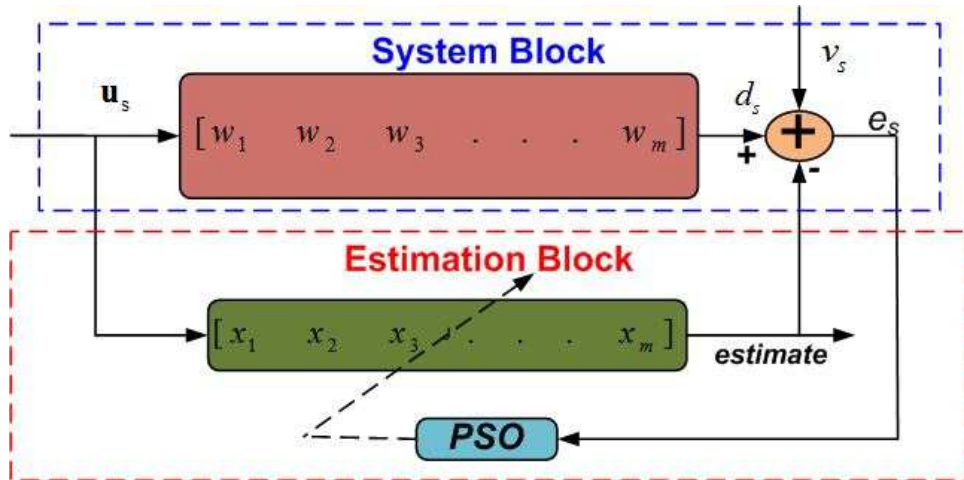 System Block
v_s
u_s
[ w_1 w_2 w_3 . . . w_m ]
d_s
+
+
-
e_s
Estimation Block
[ x_1 x_2 x_3 . . . x_m ]
estimate
PSO